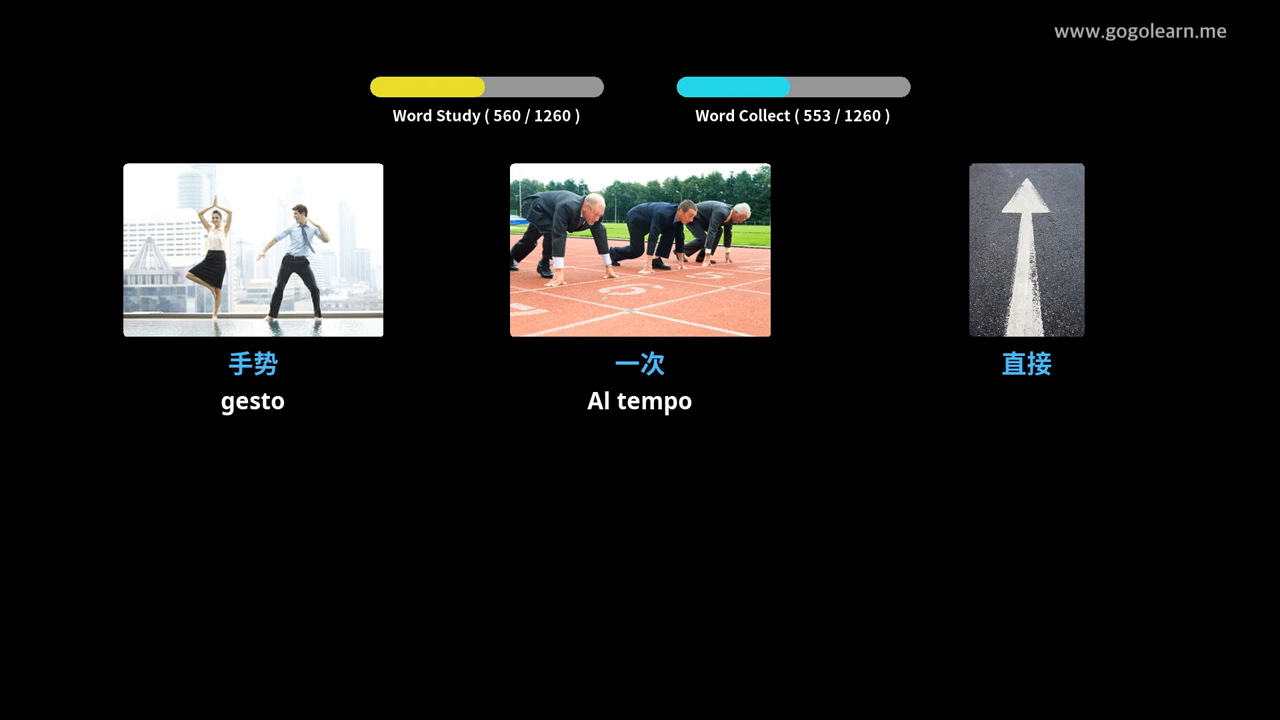 www.gogolearn.me
Word Study ( 560 / 1260 )
Word Collect ( 553 / 1260 )
手势
gesto
一次
Al tempo
直接